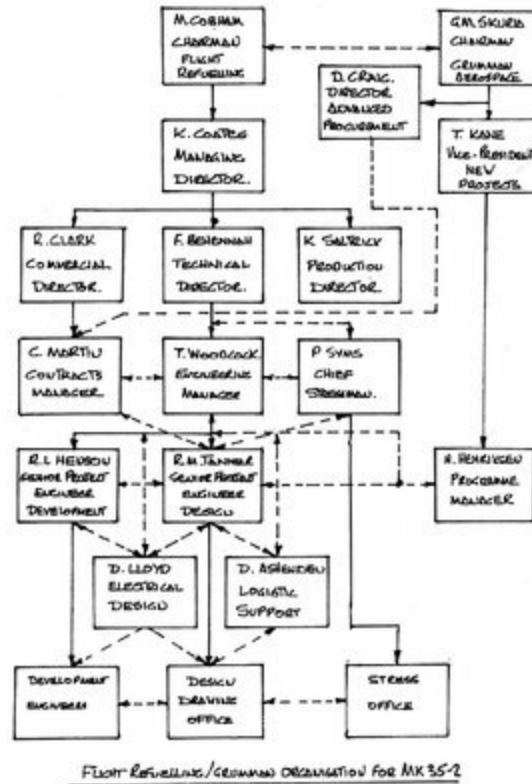 M. COBHAM
CHAIRMAN
FLIGHT
REFUELLING
G.M. SKURLA
CHAIRMAN
GRUMMAN
AEROSPACE
D. CRAIG.
DIRECTOR
ADVANCED
PROCUREMENT
K. COATES
MANAGING
DIRECTOR.
T. KANE
VICE-PRESIDENT
NEW
PROJECTS
R. CLARK
COMMERCIAL
DIRECTOR.
F. BEHENNAH
TECHNICAL
DIRECTOR.
K. SALTRICK
PRODUCTION
DIRECTOR
C. MARTIN
CONTRACTS
MANAGER
T. WOODCOCK
ENGINEERING
MANAGER
P SYMS
CHIEF
STRESSMAN.
R.L. HEWSON
SENIOR PROJECT
ENGINEER
DEVELOPMENT
R.M. TANNER
SENIOR PROJECT
ENGINEER
DESIGN
HENRIKSEN
PROGRAMME
MANAGER
D. LLOYD
ELECTRICAL
DESIGN
D. ASHENDEN
LOGISTIC
SUPPORT
DEVELOPMENT
ENGINEERS
DESIGN
DRAWING
OFFICE
STRESS
OFFICE
FLIGHT REFUELLING/GRUMMAN ORGANISATION FOR MK 35-2